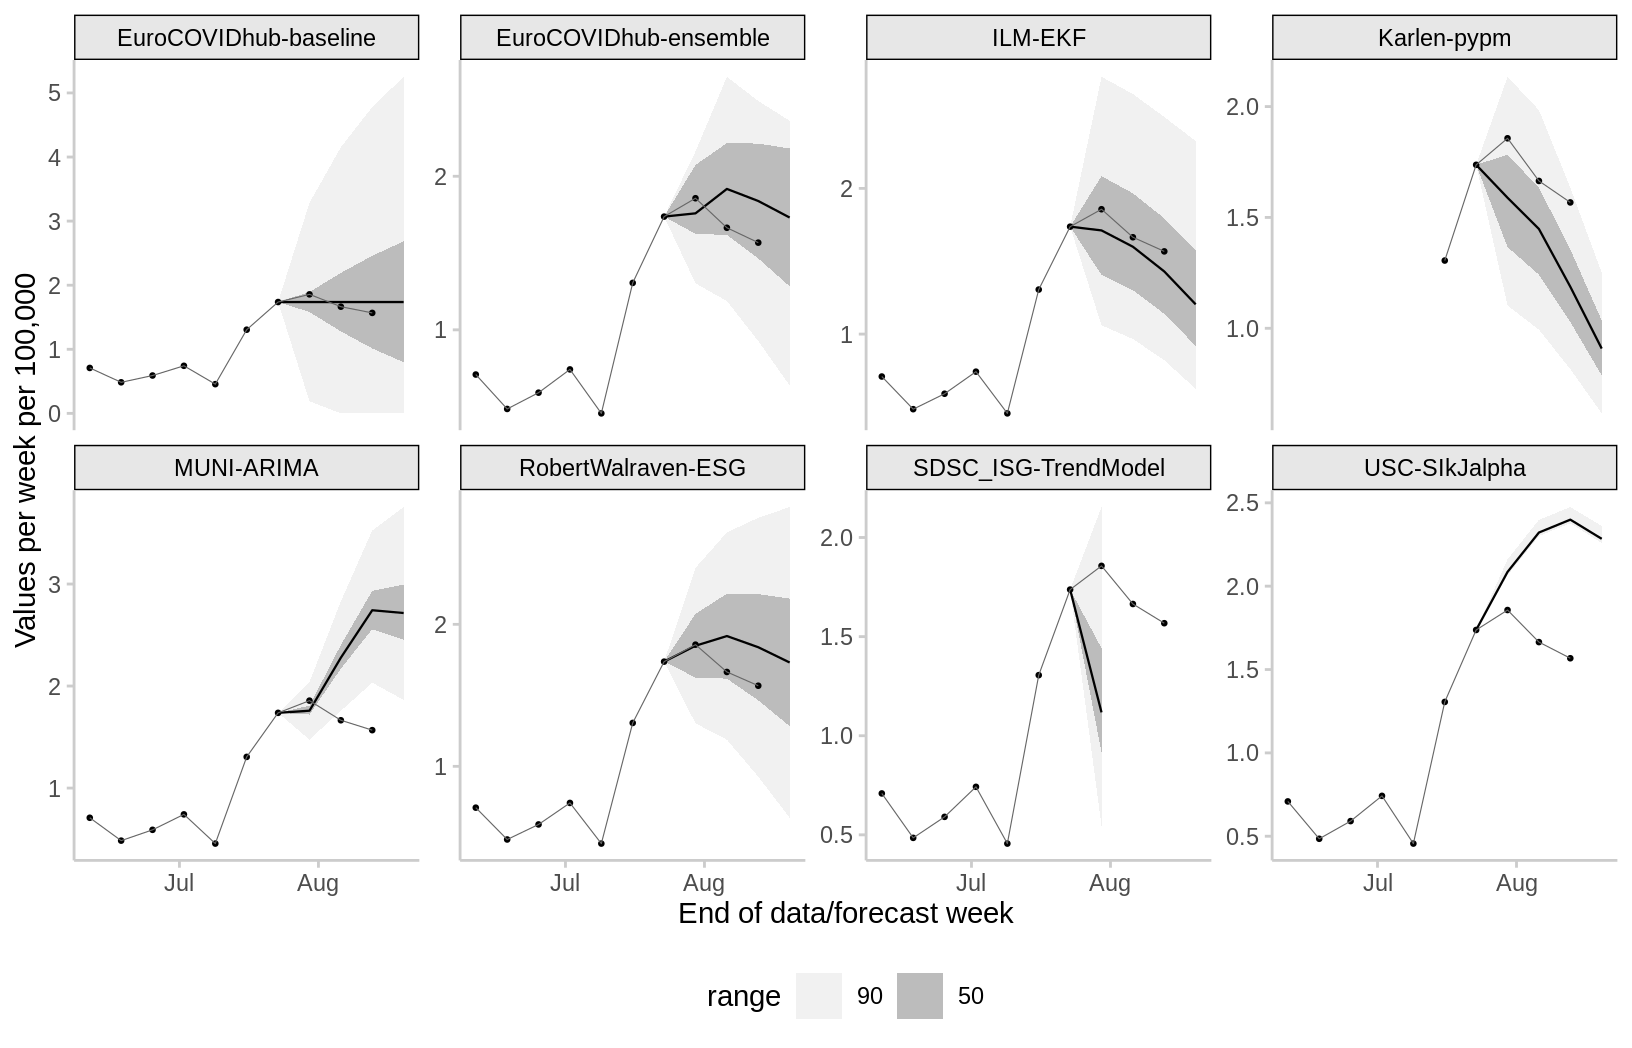 EuroCOVIDhub-baseline
EuroCOVIDhub-ensemble
ILM-EKF
Karlen-pypm
5
4
3
2
1
0
2
1
2
1
2.0
1.5
1.0
Values per week per 100,000
MUNI-ARIMA
RobertWalraven-ESG
SDSC_ISG-TrendModel
USC-SIkJalpha
3
2
1
2
1
2.0
1.5
1.0
0.5
2.5
2.0
1.5
1.0
0.5
Jul Aug
Jul Aug
Jul Aug
Jul Aug
End of data/forecast week
range 90 50